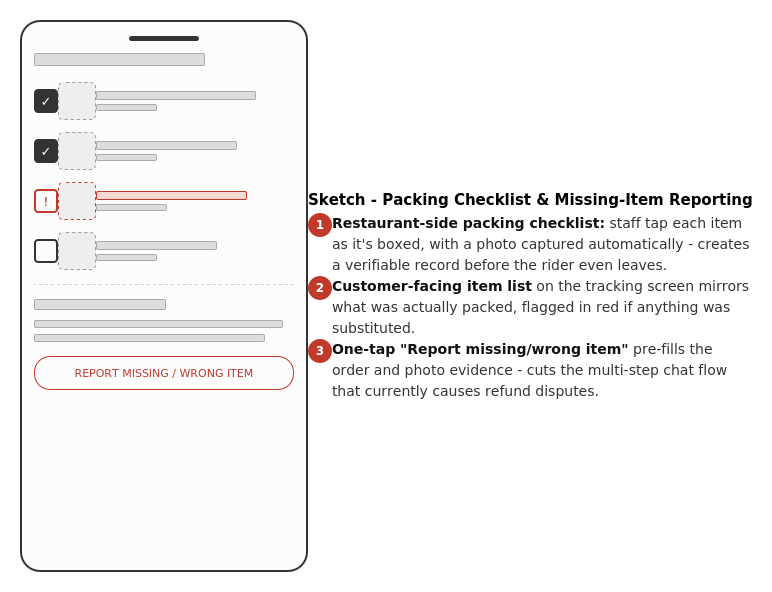 ✓
✓
!
REPORT MISSING / WRONG ITEM
Sketch - Packing Checklist & Missing-Item Reporting
1 Restaurant-side packing checklist: staff tap each item
as it's boxed, with a photo captured automatically - creates
a verifiable record before the rider even leaves.
2 Customer-facing item list on the tracking screen mirrors
what was actually packed, flagged in red if anything was
substituted.
3 One-tap "Report missing/wrong item" pre-fills the
order and photo evidence - cuts the multi-step chat flow
that currently causes refund disputes.